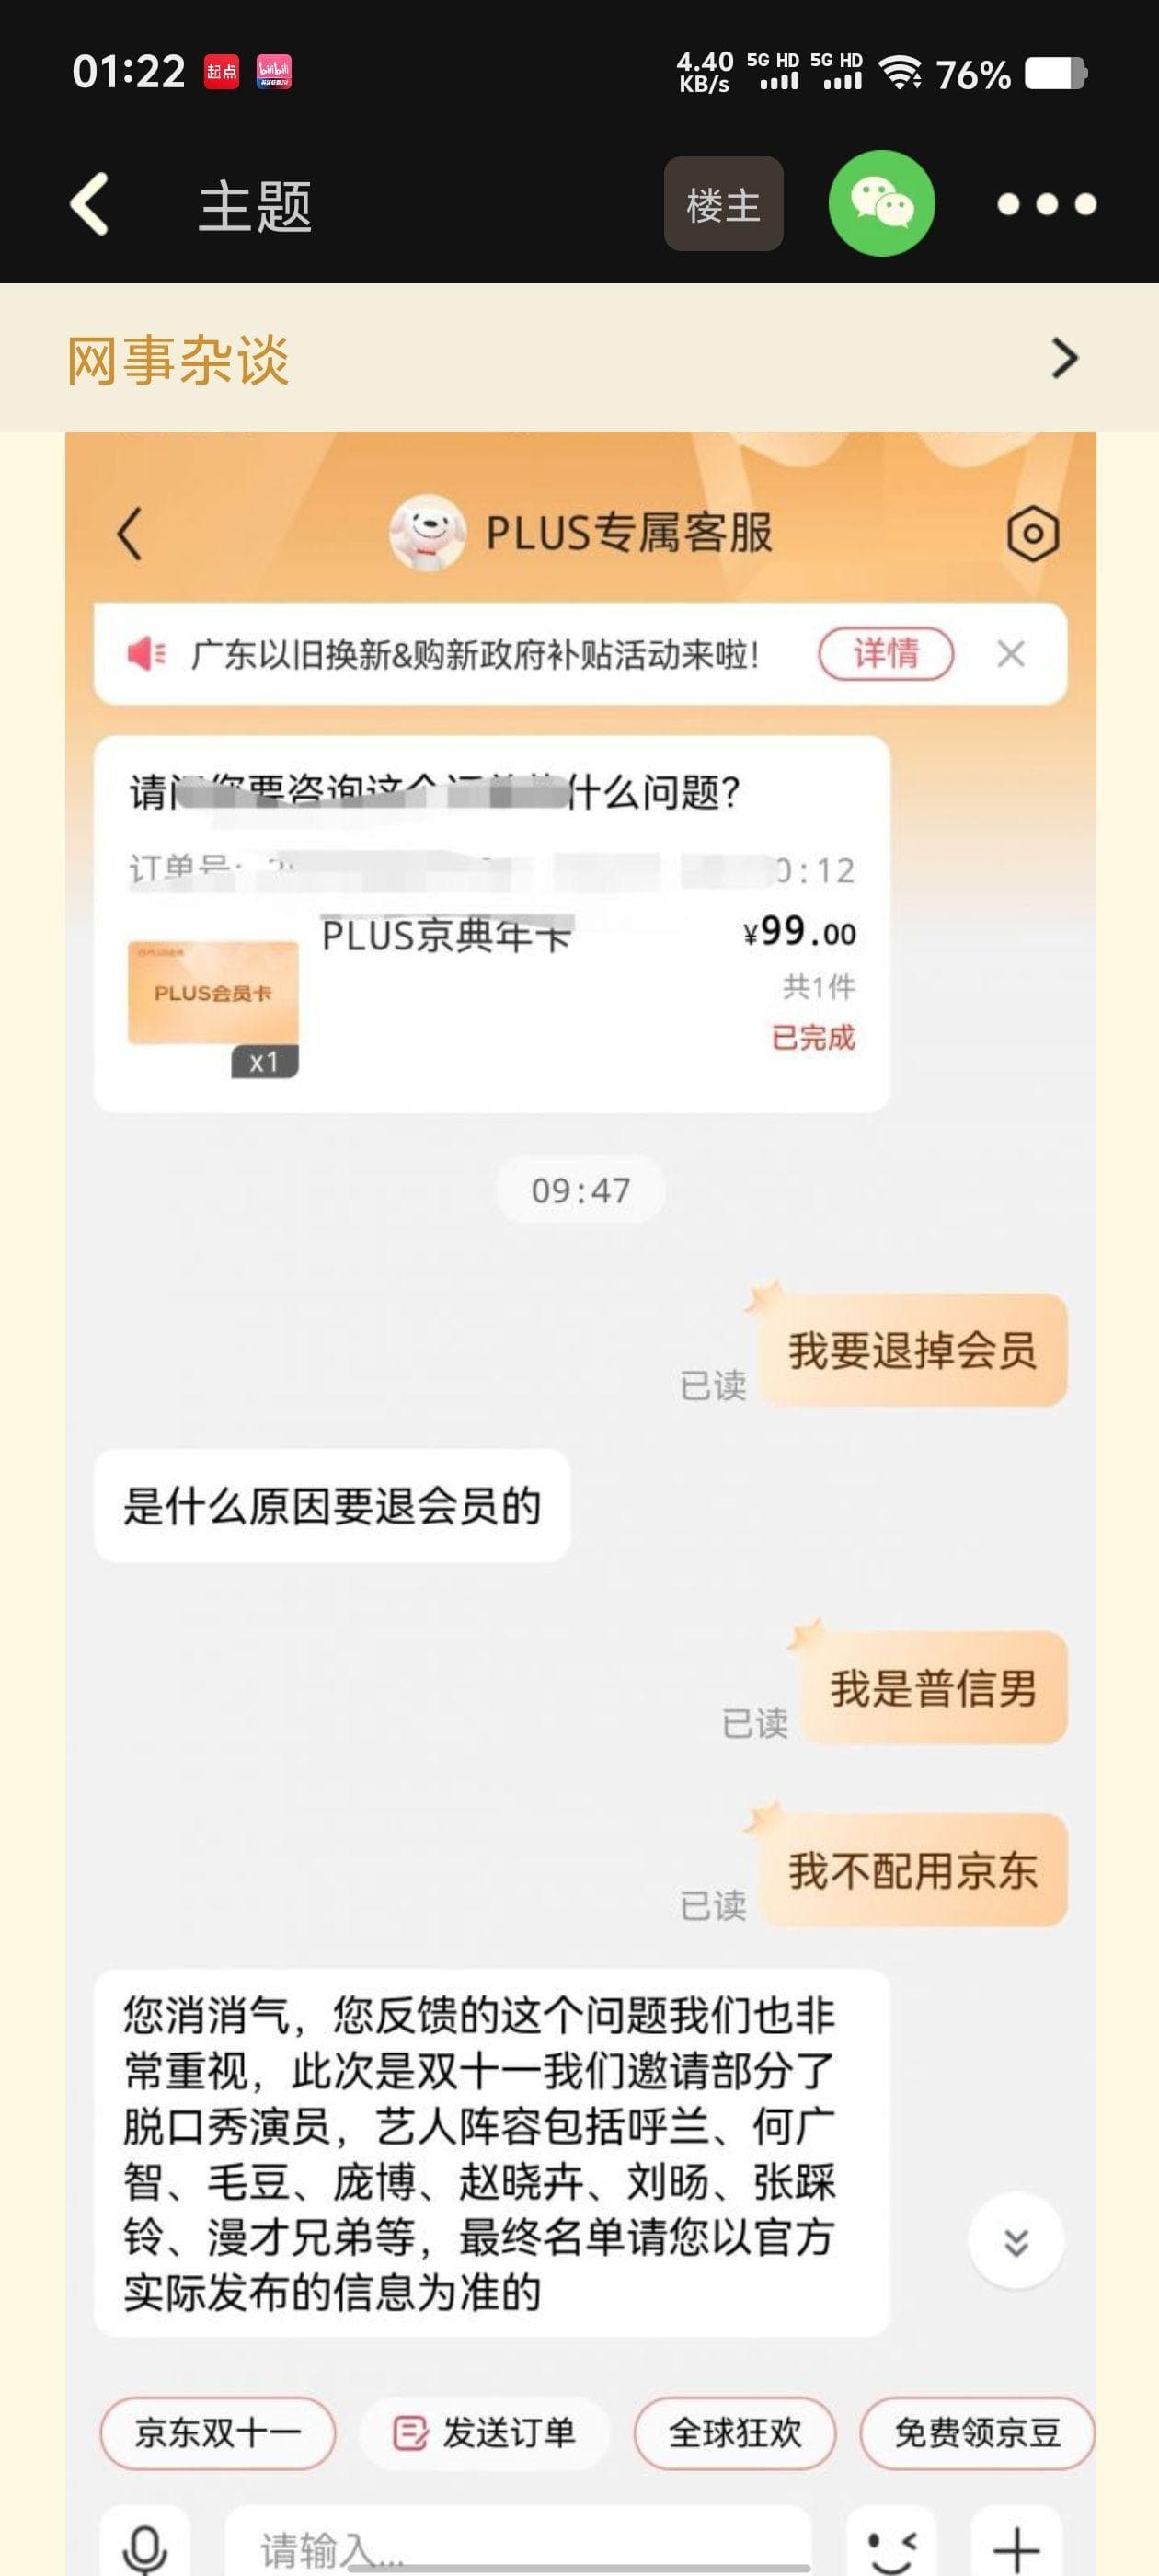 01:22 起点 bilibili 4.40 KB/s 5G HD 5G HD 76%
主题 楼主
网事杂谈
PLUS专属客服
广东以旧换新&购新政府补贴活动来啦! 详情
请问您要咨询这个什么问题?
订单号: 0:12
PLUS京典年卡 ¥99.00
共1件
PLUS会员卡
已完成
x1
09:47
我要退掉会员
已读
是什么原因要退会员的
我是普信男
已读
我不配用京东
已读
您消消气，您反馈的这个问题我们也非
常重视，此次是双十一我们邀请部分了
脱口秀演员，艺人阵容包括呼兰、何广
智、毛豆、庞博、赵晓卉、刘旸、张踩
铃、漫才兄弟等，最终名单请您以官方
实际发布的信息为准的
京东双十一 发送订单 全球狂欢 免费领京豆
请输入...